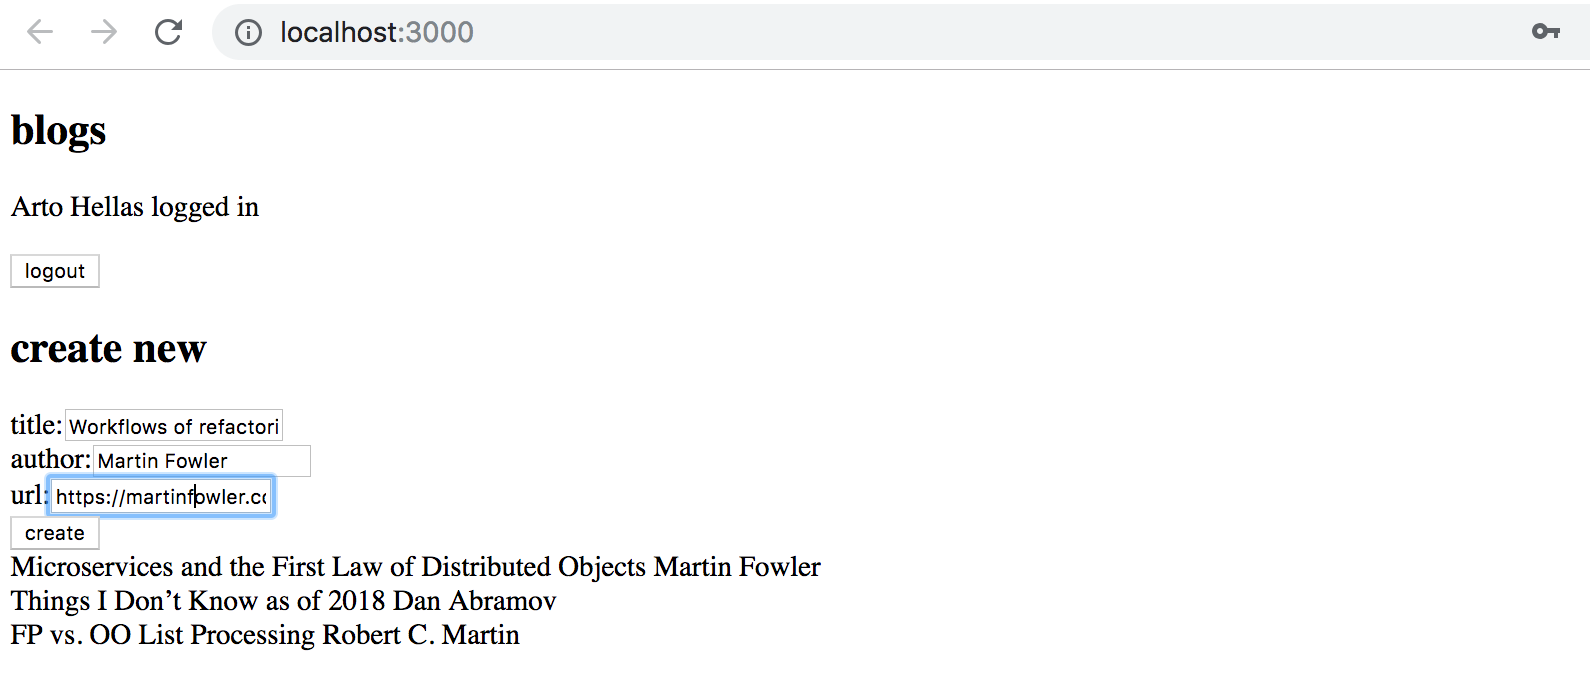 localhost:3000
blogs
Arto Hellas logged in
logout
create new
title: Workflows of refactori
author: Martin Fowler
url: https://martinfowler.co
create
Microservices and the First Law of Distributed Objects Martin Fowler
Things I Don’t Know as of 2018 Dan Abramov
FP vs. OO List Processing Robert C. Martin